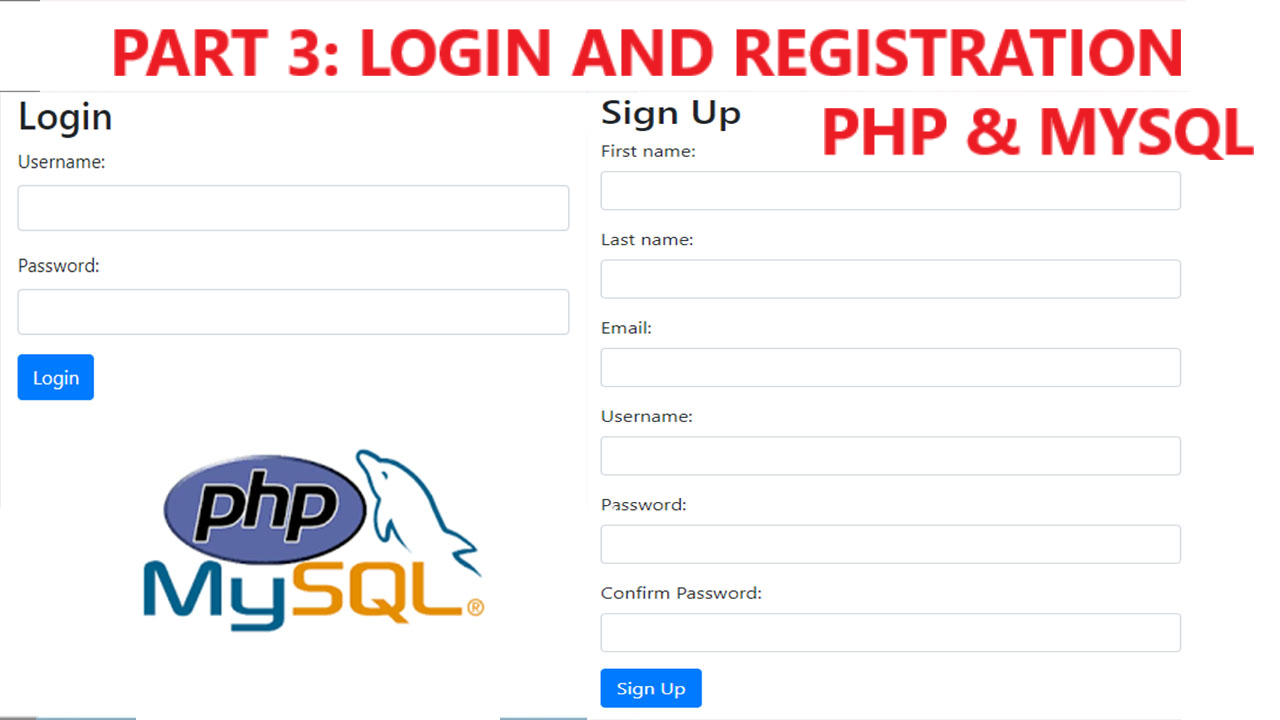 PART 3: LOGIN AND REGISTRATION
PHP & MYSQL
Login
Username:
Password:
Login
php
MySQL®
Sign Up
First name:
Last name:
Email:
Username:
Password:
Confirm Password:
Sign Up